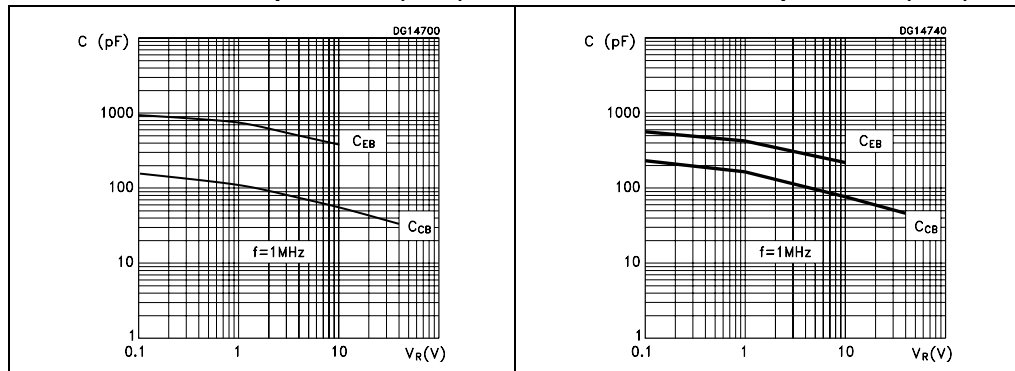 DG14700
C (pF)
1000
C_EB
100
C_CB
f=1MHz
10
1
0.1 1 10 V_R(V)
DG14740
C (pF)
1000
C_EB
100
C_CB
f=1MHz
10
1
0.1 1 10 V_R(V)